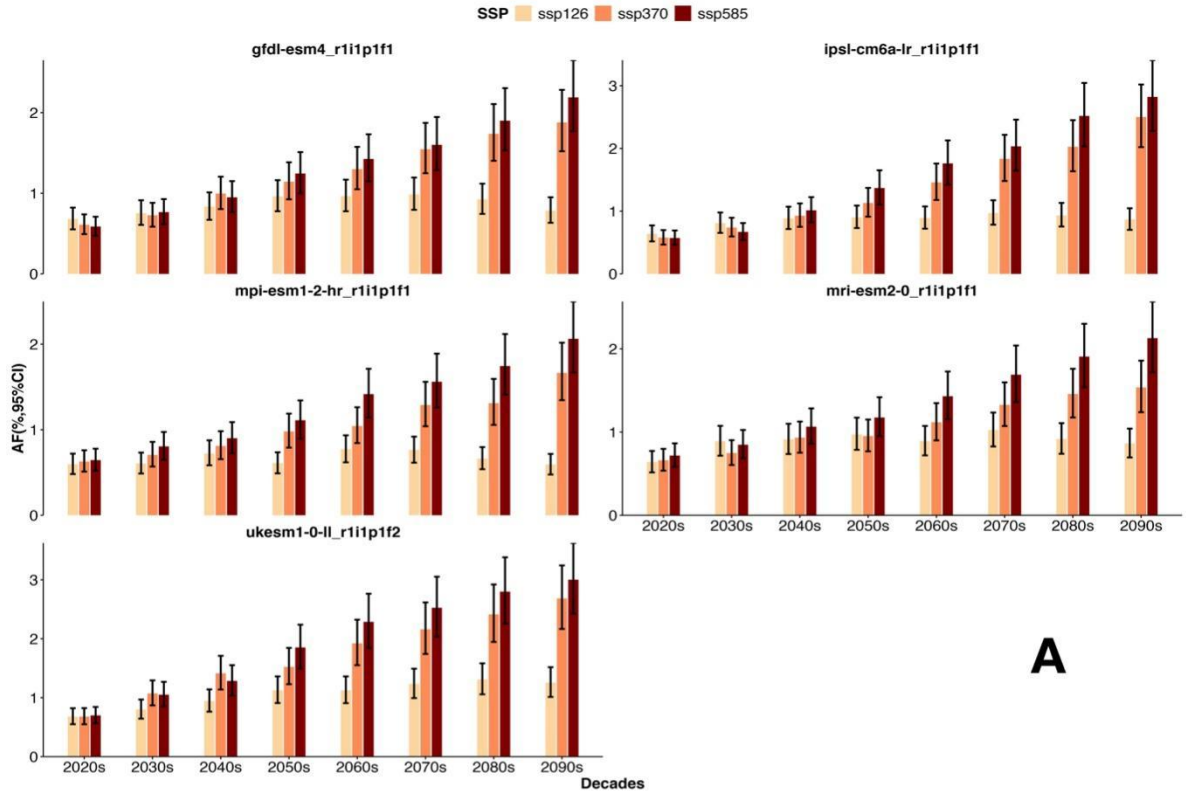 SSP ssp126 ssp370 ssp585
gfdl-esm4_r1i1p1f1
2
1
0
ipsl-cm6a-lr_r1i1p1f1
3
2
1
0
mpi-esm1-2-hr_r1i1p1f1
2
1
0
mri-esm2-0_r1i1p1f1
2
1
0
2020s 2030s 2040s 2050s 2060s 2070s 2080s 2090s
AF(%,95%CI)
ukesm1-0-ll_r1i1p1f2
3
2
1
0
2020s 2030s 2040s 2050s 2060s 2070s 2080s 2090s
Decades
A